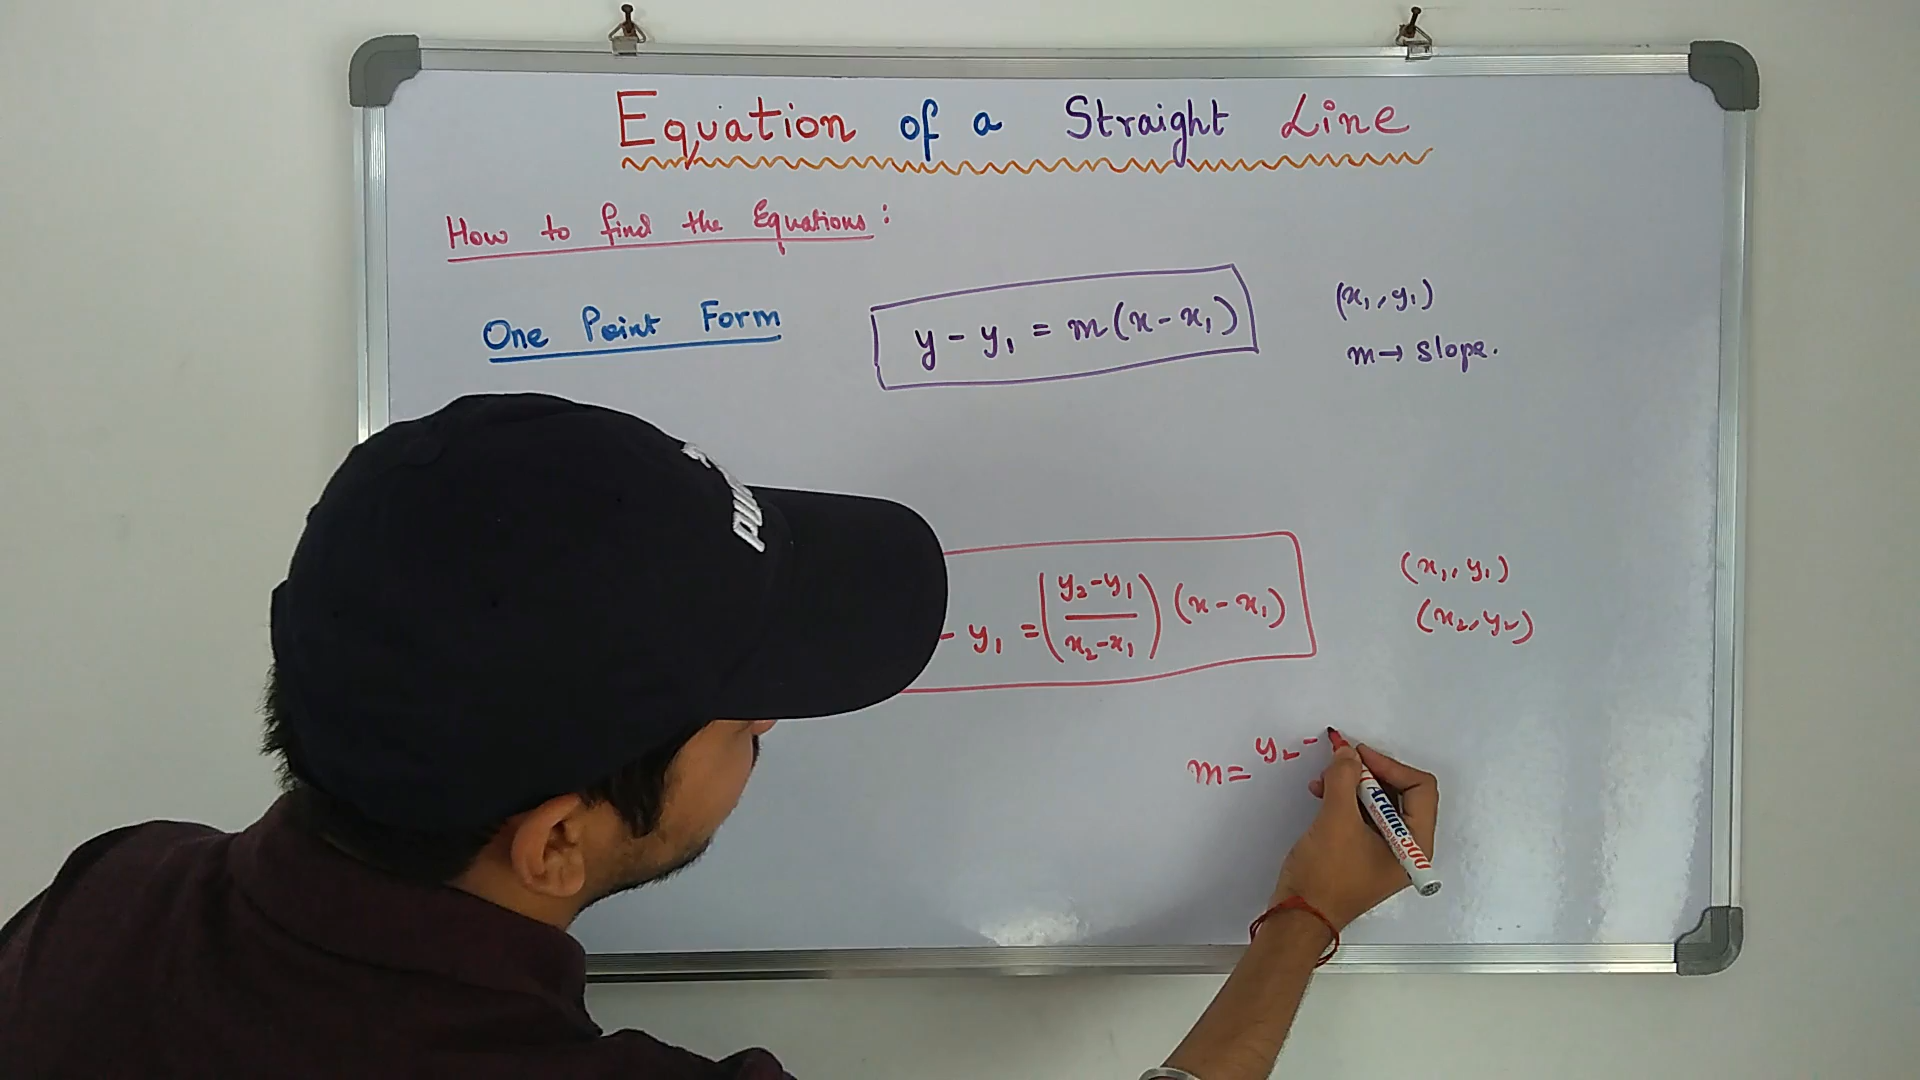 Equation of a Straight Line
How to find the Equations:
One Point Form
y - y₁ = m(x - x₁)
(x₁, y₁)
m → slope.
- y₁ = ((y₂-y₁)/(x₂-x₁)) (x - x₁)
(x₁, y₁)
(x₂, y₂)
m = y₂ -
Artline 500